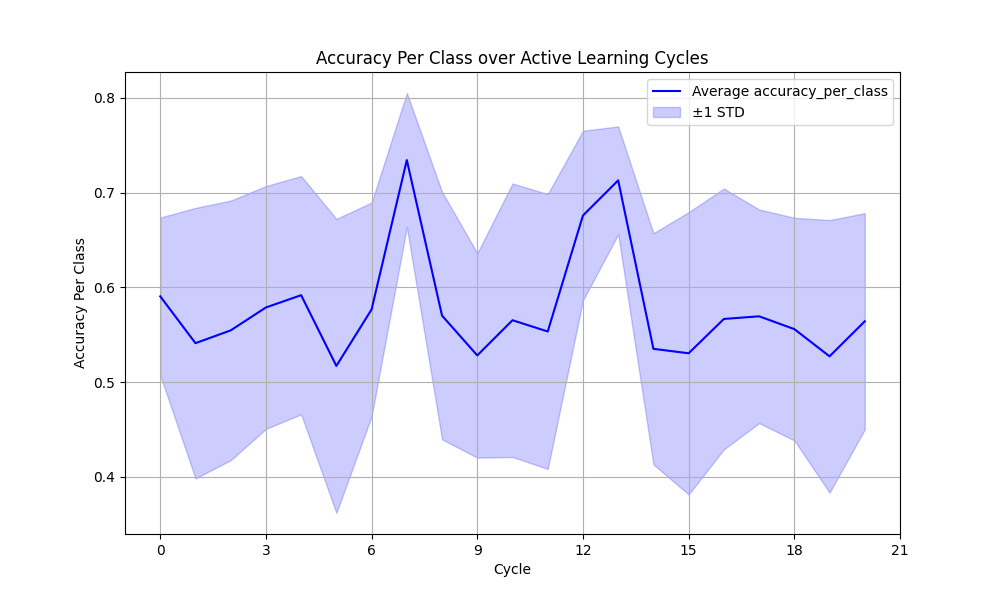 Accuracy Per Class over Active Learning Cycles
Average accuracy_per_class
±1 STD
Accuracy Per Class
0.8
0.7
0.6
0.5
0.4
0 3 6 9 12 15 18 21
Cycle